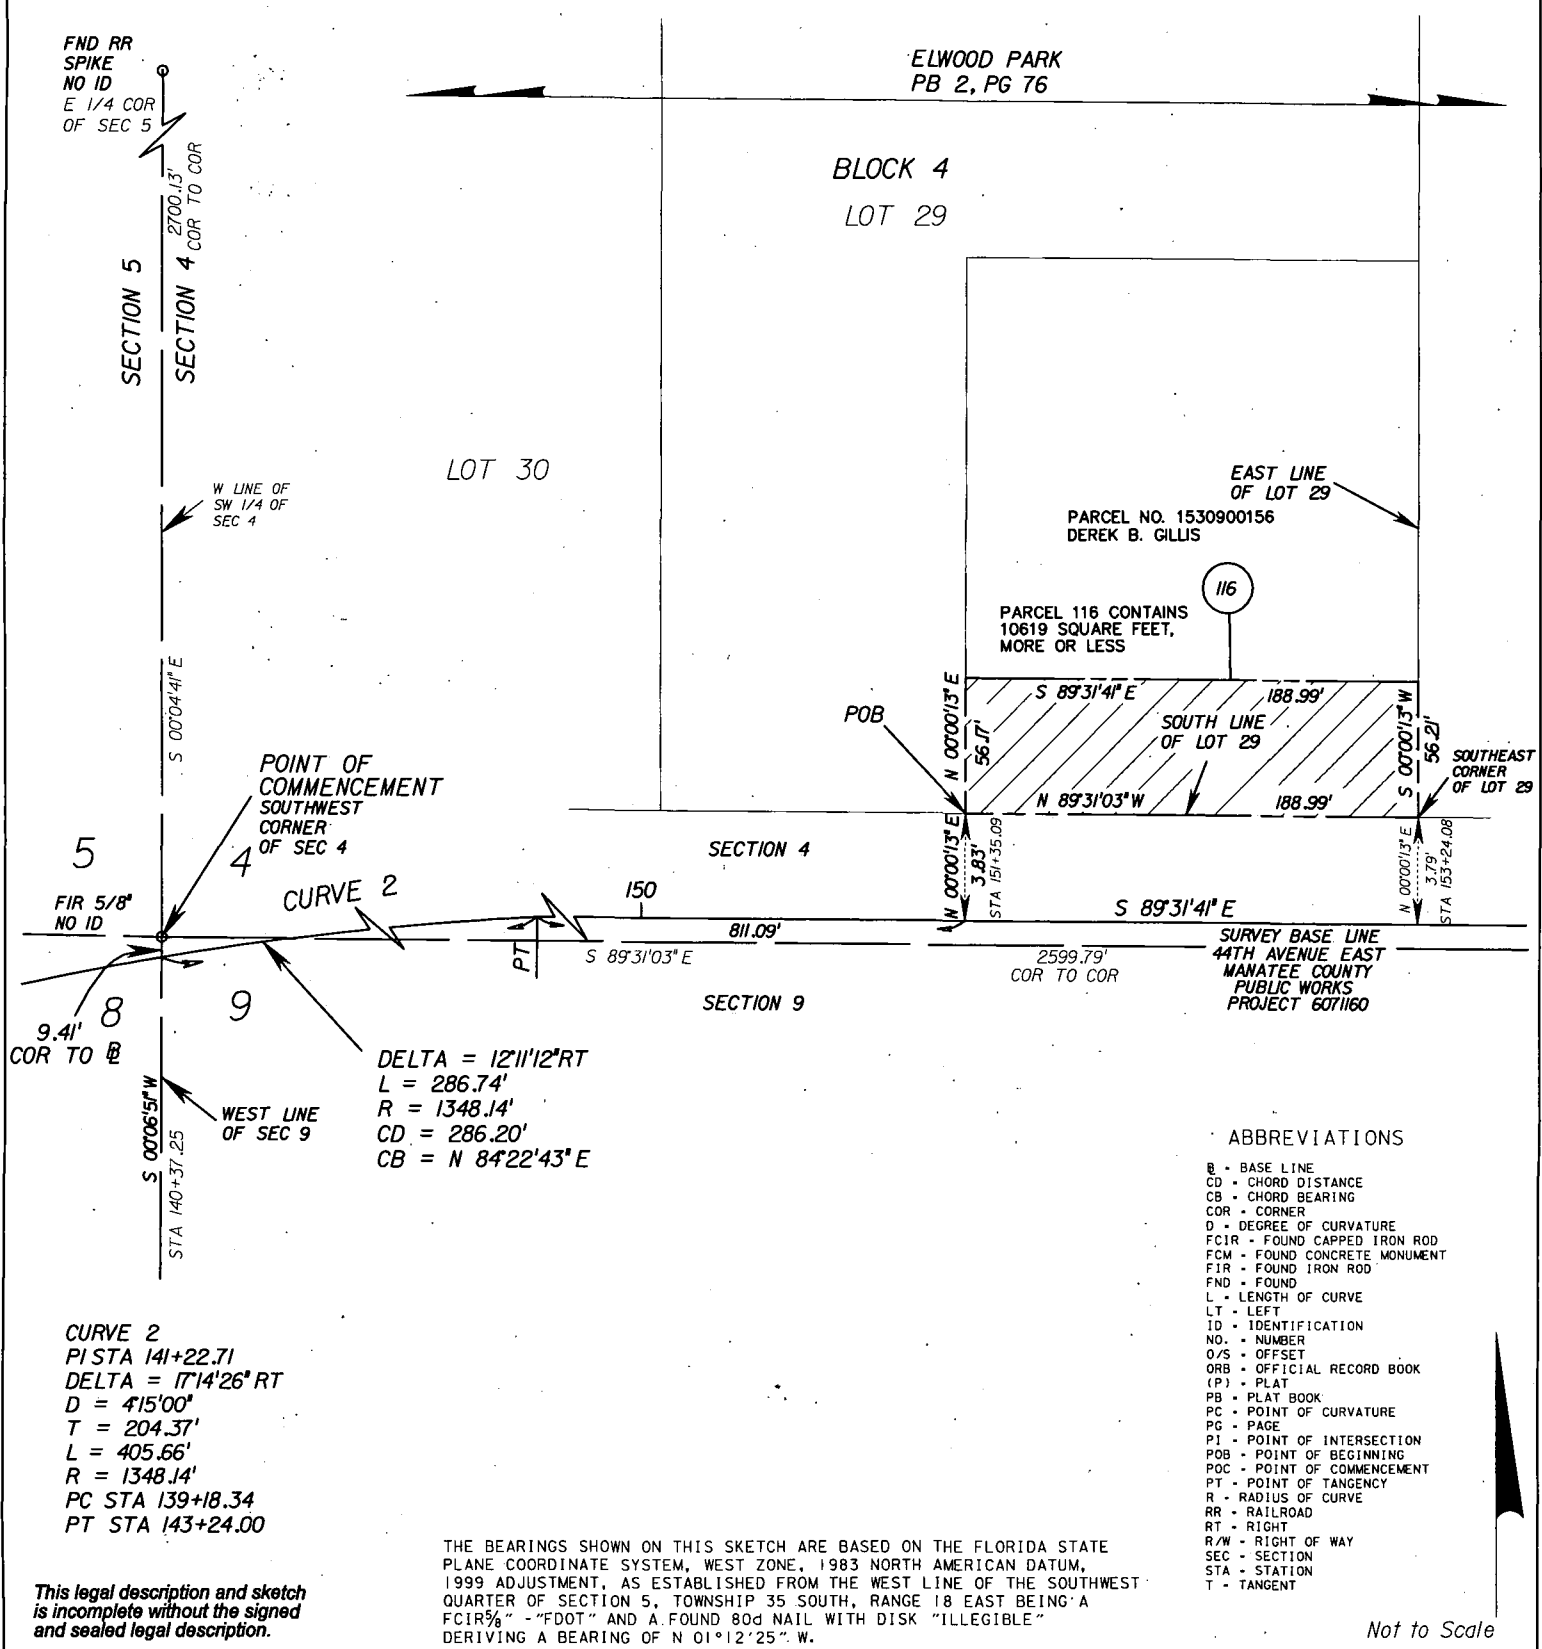 FND RR
SPIKE
NO ID
E 1/4 COR
OF SEC 5
ELWOOD PARK
PB 2, PG 76
BLOCK 4
LOT 29
2700.13'
COR TO COR
SECTION 5
SECTION 4
LOT 30
W LINE OF
SW 1/4 OF
SEC 4
EAST LINE
OF LOT 29
PARCEL NO. 1530900156
DEREK B. GILLIS
116
PARCEL 116 CONTAINS
10619 SQUARE FEET,
MORE OR LESS
S 00°04'41" E
S 89°31'41" E
188.99'
POB
N 00°00'13" E
56.17'
SOUTH LINE
OF LOT 29
S 00°00'13" W
56.21'
SOUTHEAST
CORNER
OF LOT 29
N 89°31'03" W
188.99'
POINT OF
COMMENCEMENT
SOUTHWEST
CORNER
OF SEC 4
5
4
SECTION 4
N 00°00'13" E
3.83'
STA 151+35.09
N 00°00'13" E
3.79'
STA 153+24.08
FIR 5/8"
NO ID
CURVE 2
150
S 89°31'41" E
811.09'
PT
S 89°31'03" E
2599.79'
COR TO COR
SURVEY BASE LINE
44TH AVENUE EAST
MANATEE COUNTY
PUBLIC WORKS
PROJECT 6071160
SECTION 9
8
9
9.41'
COR TO BL
DELTA = 12°11'12" RT
L = 286.74'
R = 1348.14'
CD = 286.20'
CB = N 84°22'43" E
S 00°06'51" W
STA 140+37.25
WEST LINE
OF SEC 9
ABBREVIATIONS
BL - BASE LINE
CD - CHORD DISTANCE
CB - CHORD BEARING
COR - CORNER
D - DEGREE OF CURVATURE
FCIR - FOUND CAPPED IRON ROD
FCM - FOUND CONCRETE MONUMENT
FIR - FOUND IRON ROD
FND - FOUND
L - LENGTH OF CURVE
LT - LEFT
ID - IDENTIFICATION
NO. - NUMBER
O/S - OFFSET
ORB - OFFICIAL RECORD BOOK
(P) - PLAT
PB - PLAT BOOK
PC - POINT OF CURVATURE
PG - PAGE
PI - POINT OF INTERSECTION
POB - POINT OF BEGINNING
POC - POINT OF COMMENCEMENT
PT - POINT OF TANGENCY
R - RADIUS OF CURVE
RR - RAILROAD
RT - RIGHT
R/W - RIGHT OF WAY
SEC - SECTION
STA - STATION
T - TANGENT
CURVE 2
PI STA 141+22.71
DELTA = 17°14'26" RT
D = 4°15'00"
T = 204.37'
L = 405.66'
R = 1348.14'
PC STA 139+18.34
PT STA 143+24.00
This legal description and sketch
is incomplete without the signed
and sealed legal description.
THE BEARINGS SHOWN ON THIS SKETCH ARE BASED ON THE FLORIDA STATE
PLANE COORDINATE SYSTEM, WEST ZONE, 1983 NORTH AMERICAN DATUM,
1999 ADJUSTMENT, AS ESTABLISHED FROM THE WEST LINE OF THE SOUTHWEST
QUARTER OF SECTION 5, TOWNSHIP 35 SOUTH, RANGE 18 EAST BEING A
FCIR⅝" - "FDOT" AND A FOUND 80d NAIL WITH DISK "ILLEGIBLE"
DERIVING A BEARING OF N 01°12'25" W.
Not to Scale